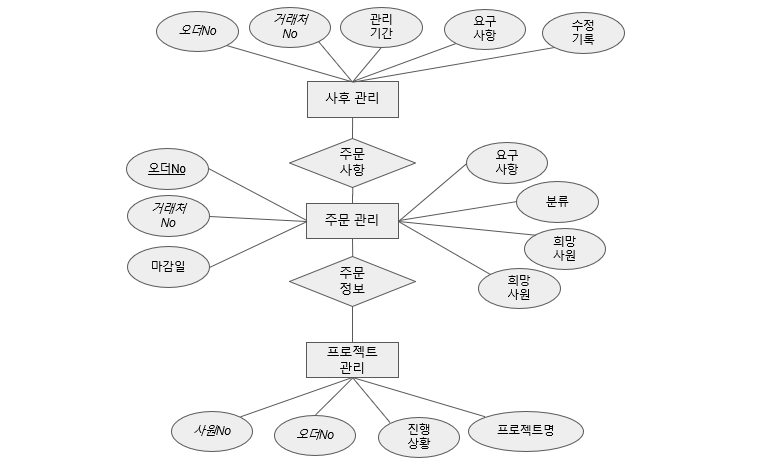 오더No
거래처
No
관리
기간
요구
사항
수정
기록
사후 관리
주문
사항
오더No
거래처
No
마감일
주문 관리
요구
사항
분류
희망
사원
희망
사원
주문
정보
프로젝트
관리
사원No
오더No
진행
상황
프로젝트명